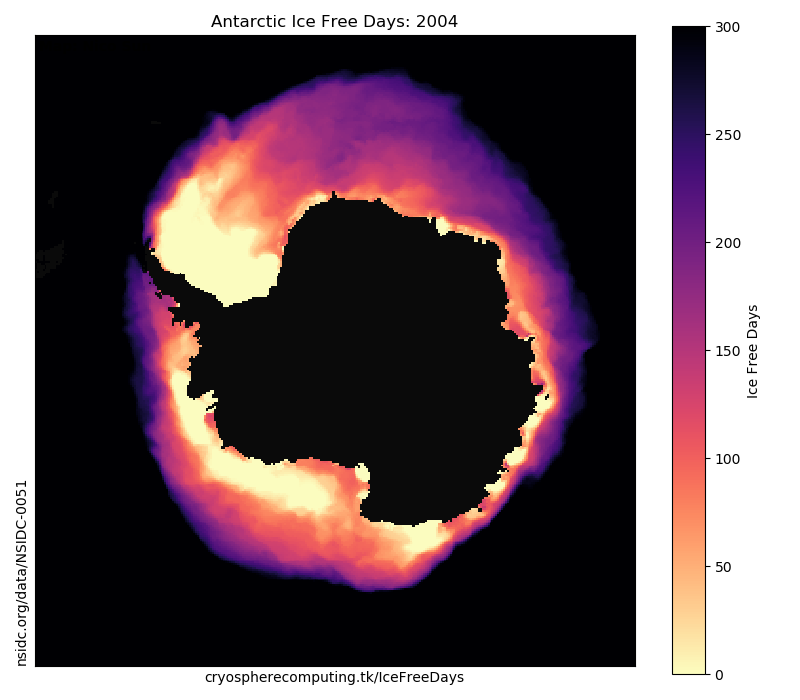 Antarctic Ice Free Days: 2004
300
250
200
150
100
50
0
Ice Free Days
nsidc.org/data/NSIDC-0051
cryospherecomputing.tk/IceFreeDays